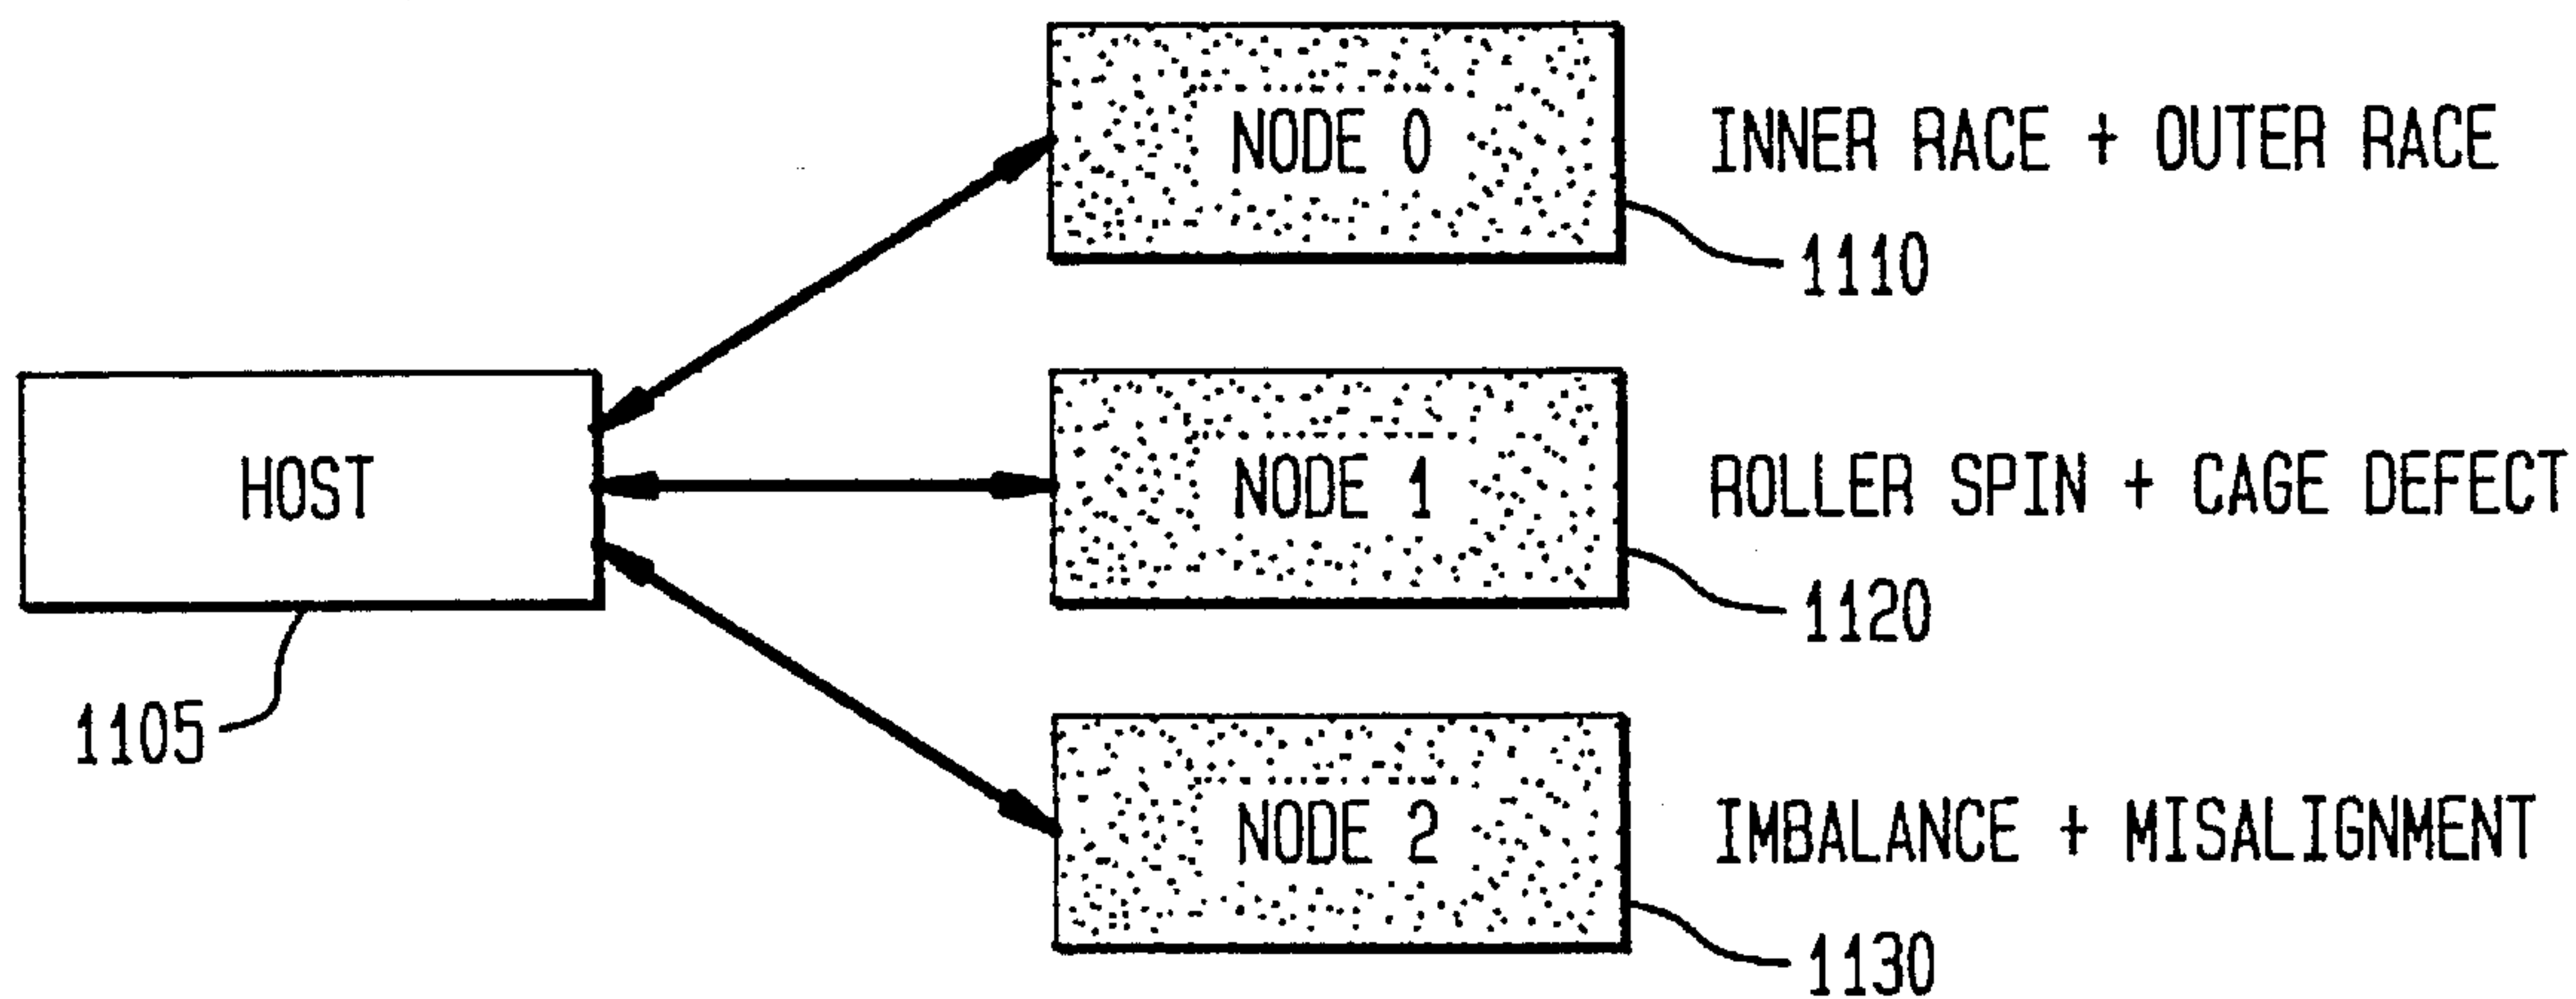 NODE 0
INNER RACE + OUTER RACE
1110
HOST
NODE 1
ROLLER SPIN + CAGE DEFECT
1120
1105
NODE 2
IMBALANCE + MISALIGNMENT
1130